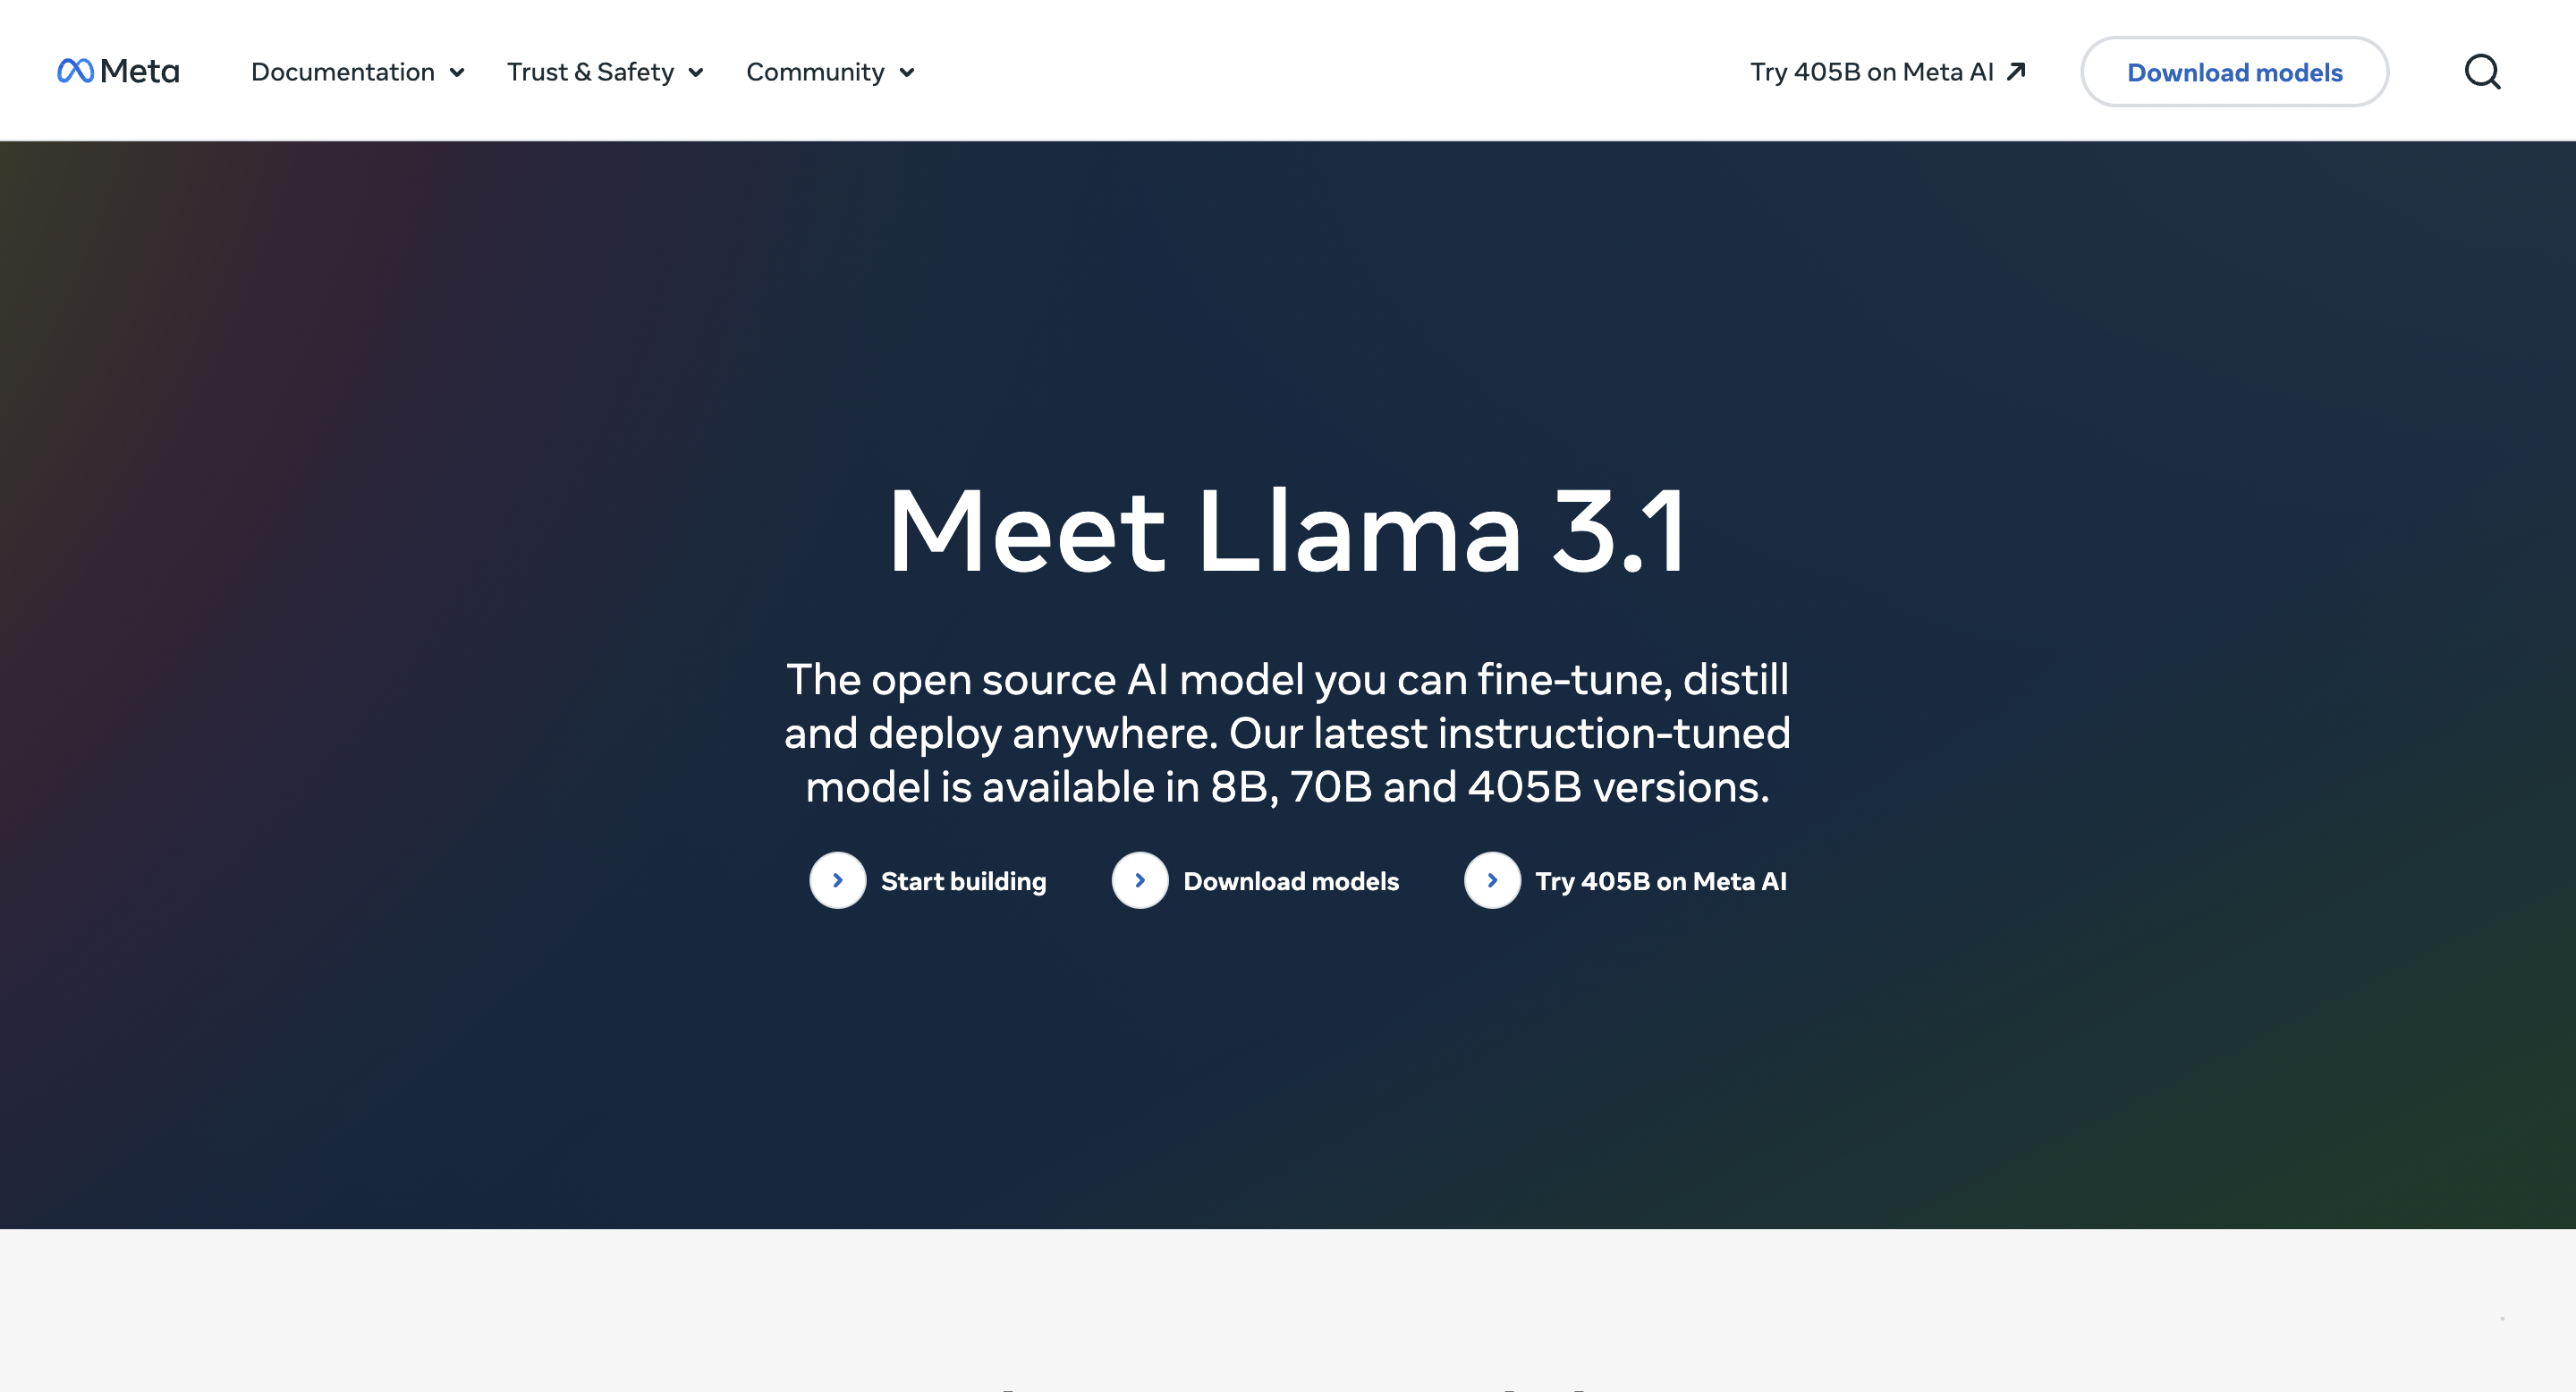 Meta
Documentation
Trust & Safety
Community
Try 405B on Meta AI
Download models
Meet Llama 3.1
The open source AI model you can fine-tune, distill
and deploy anywhere. Our latest instruction-tuned
model is available in 8B, 70B and 405B versions.
Start building
Download models
Try 405B on Meta AI